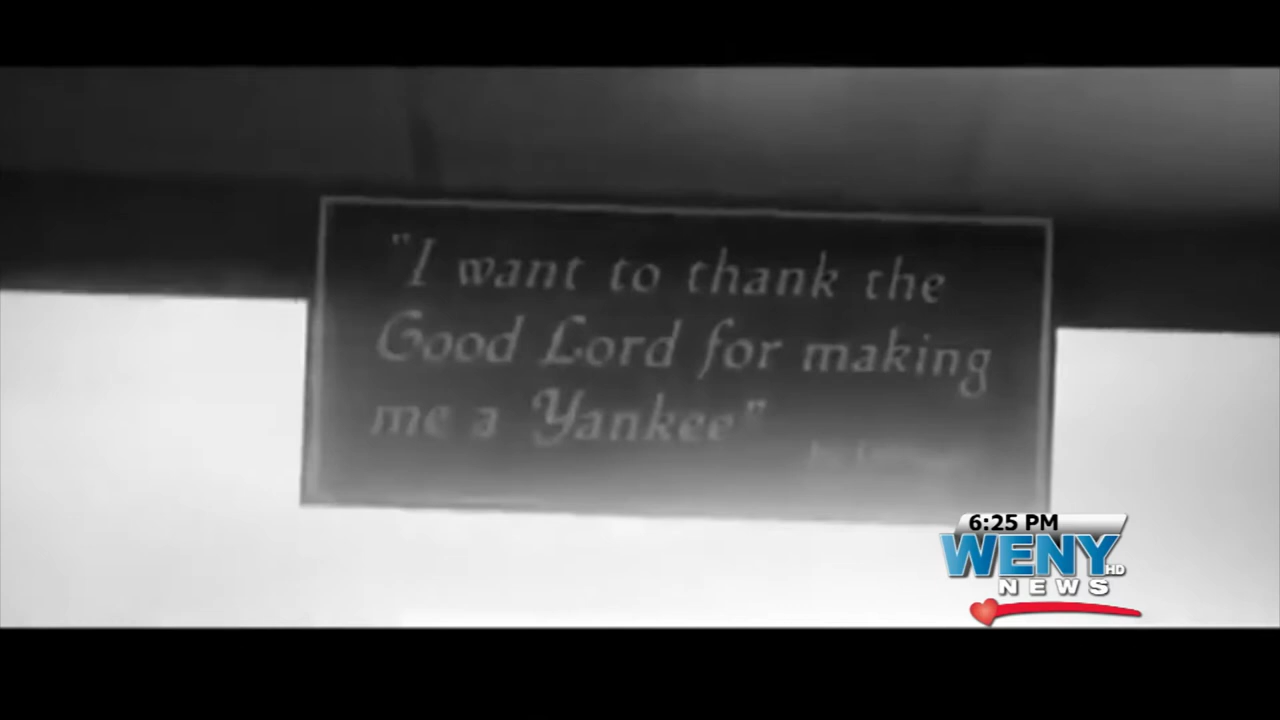 "I want to thank the
Good Lord for making
me a Yankee"
6:25 PM
WENY
HD
NEWS